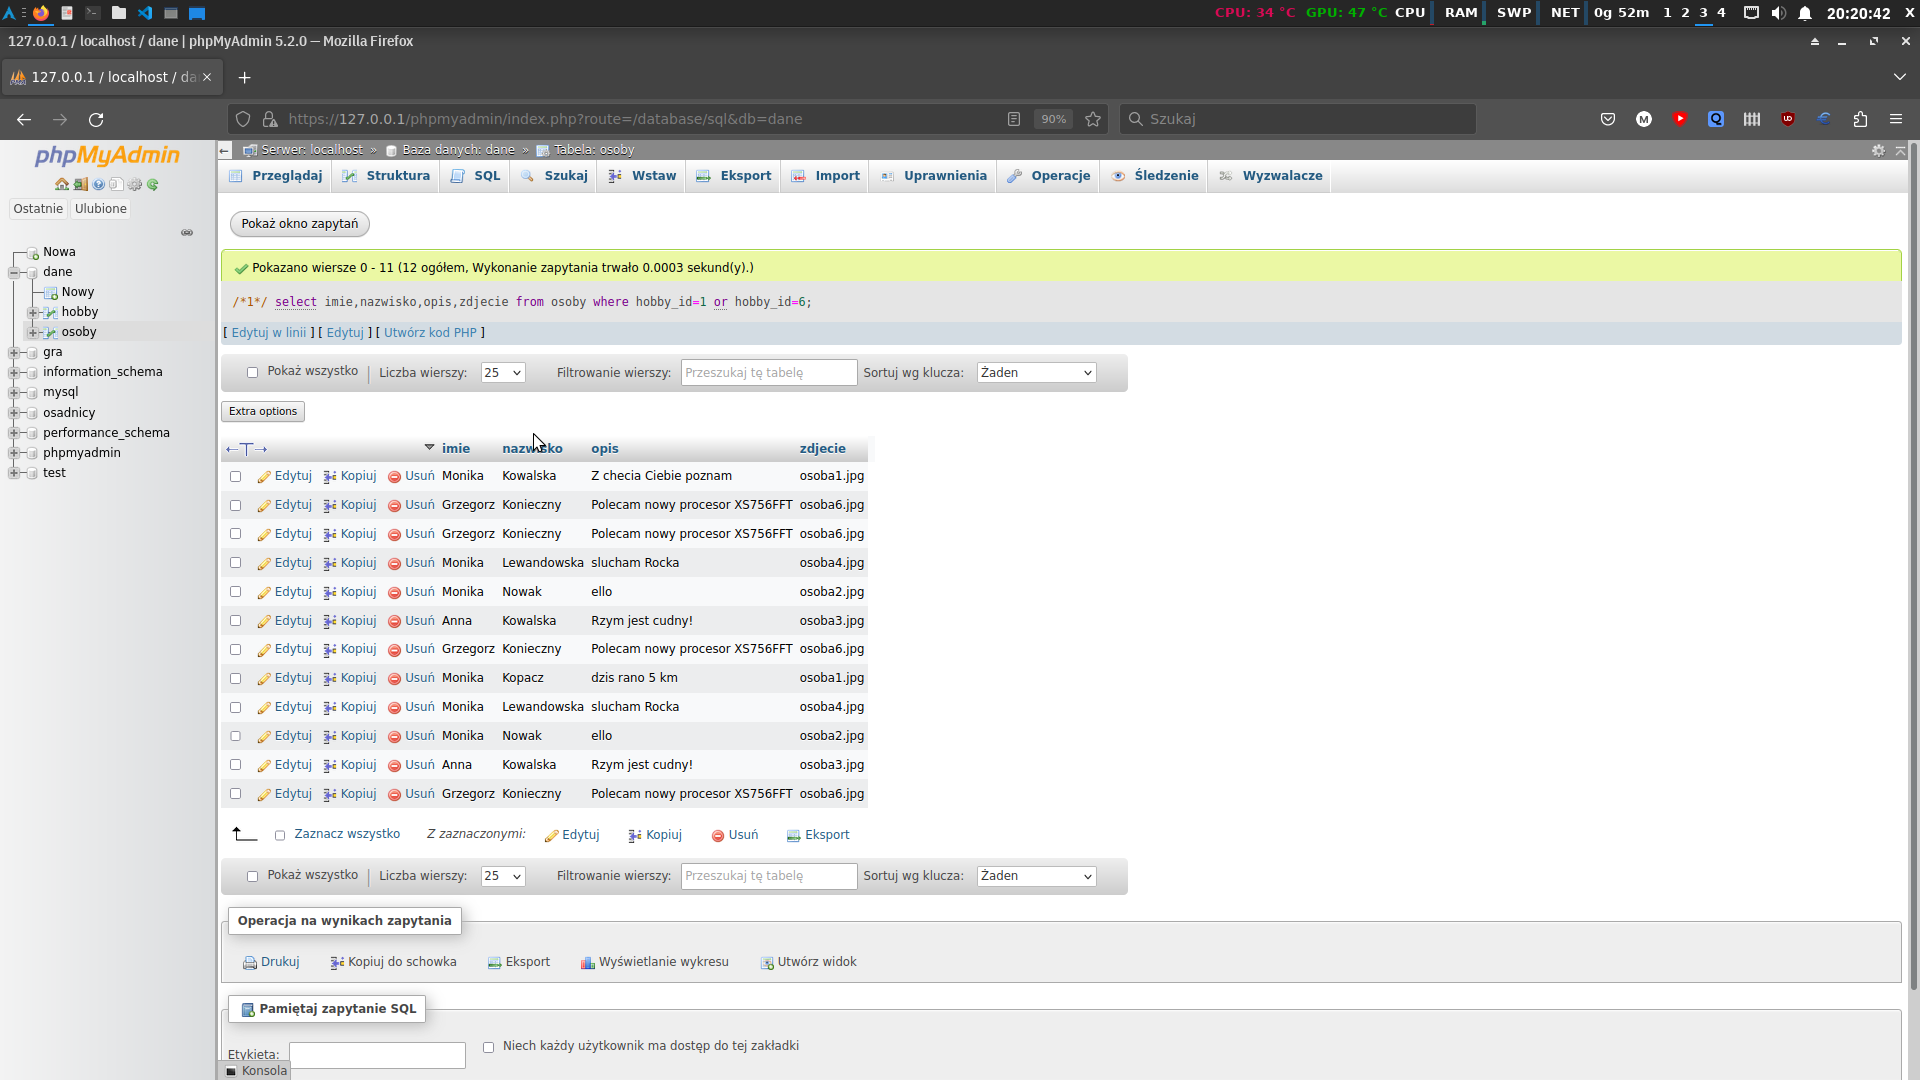 CPU: 34 °C GPU: 47 °C CPU RAM SWP NET 0g 52m 1 2 3 4 20:20:42 X
127.0.0.1 / localhost / dane | phpMyAdmin 5.2.0 — Mozilla Firefox
127.0.0.1 / localhost / da
https://127.0.0.1/phpmyadmin/index.php?route=/database/sql&db=dane 90% Szukaj
phpMyAdmin
Ostatnie Ulubione
Nowa
dane
Nowy
hobby
osoby
gra
information_schema
mysql
osadnicy
performance_schema
phpmyadmin
test
Serwer: localhost » Baza danych: dane » Tabela: osoby
Przeglądaj Struktura SQL Szukaj Wstaw Eksport Import Uprawnienia Operacje Śledzenie Wyzwalacze
Pokaż okno zapytań
Pokazano wiersze 0 - 11 (12 ogółem, Wykonanie zapytania trwało 0.0003 sekund(y).)
/*1*/ select imie,nazwisko,opis,zdjecie from osoby where hobby_id=1 or hobby_id=6;
[ Edytuj w linii ] [ Edytuj ] [ Utwórz kod PHP ]
Pokaż wszystko | Liczba wierszy: 25 Filtrowanie wierszy: Przeszukaj tę tabelę Sortuj wg klucza: Żaden
Extra options
←T→ imie nazwisko opis zdjecie
Edytuj Kopiuj Usuń Monika Kowalska Z checia Ciebie poznam osoba1.jpg
Edytuj Kopiuj Usuń Grzegorz Konieczny Polecam nowy procesor XS756FFT osoba6.jpg
Edytuj Kopiuj Usuń Grzegorz Konieczny Polecam nowy procesor XS756FFT osoba6.jpg
Edytuj Kopiuj Usuń Monika Lewandowska slucham Rocka osoba4.jpg
Edytuj Kopiuj Usuń Monika Nowak ello osoba2.jpg
Edytuj Kopiuj Usuń Anna Kowalska Rzym jest cudny! osoba3.jpg
Edytuj Kopiuj Usuń Grzegorz Konieczny Polecam nowy procesor XS756FFT osoba6.jpg
Edytuj Kopiuj Usuń Monika Kopacz dzis rano 5 km osoba1.jpg
Edytuj Kopiuj Usuń Monika Lewandowska slucham Rocka osoba4.jpg
Edytuj Kopiuj Usuń Monika Nowak ello osoba2.jpg
Edytuj Kopiuj Usuń Anna Kowalska Rzym jest cudny! osoba3.jpg
Edytuj Kopiuj Usuń Grzegorz Konieczny Polecam nowy procesor XS756FFT osoba6.jpg
Zaznacz wszystko Z zaznaczonymi: Edytuj Kopiuj Usuń Eksport
Pokaż wszystko | Liczba wierszy: 25 Filtrowanie wierszy: Przeszukaj tę tabelę Sortuj wg klucza: Żaden
Operacja na wynikach zapytania
Drukuj Kopiuj do schowka Eksport Wyświetlanie wykresu Utwórz widok
Pamiętaj zapytanie SQL
Etykieta: Niech każdy użytkownik ma dostęp do tej zakładki
Konsola